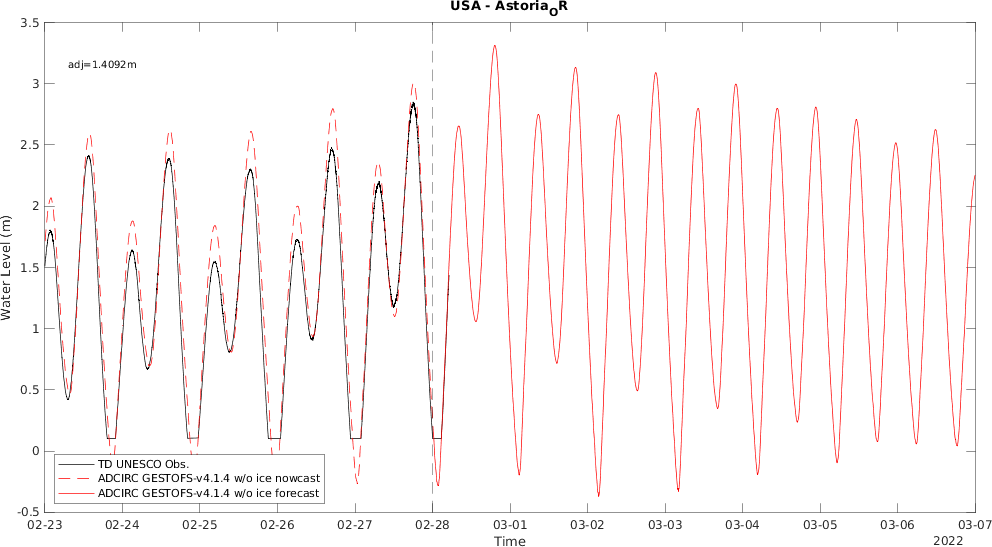 USA - AstoriaOR
3.5
adj=1.4092m
3
2.5
2
1.5
1
0.5
0
-0.5
Water Level (m)
TD UNESCO Obs.
ADCIRC GESTOFS-v4.1.4 w/o ice nowcast
ADCIRC GESTOFS-v4.1.4 w/o ice forecast
02-23 02-24 02-25 02-26 02-27 02-28 03-01 03-02 03-03 03-04 03-05 03-06 03-07
Time
2022